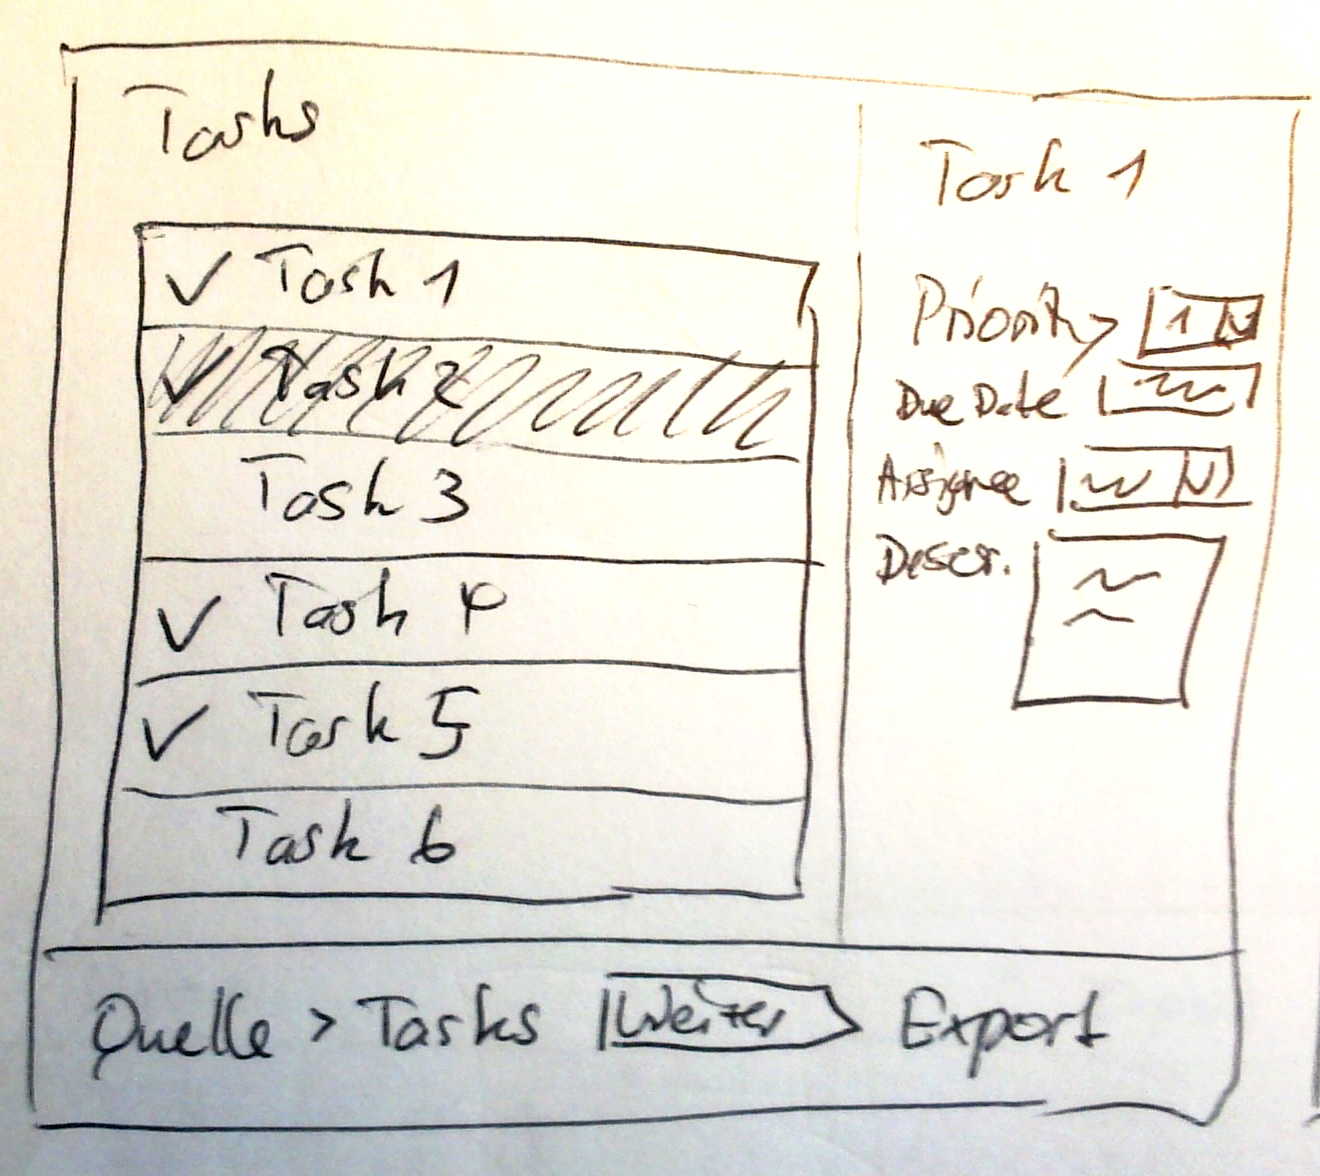 Tasks
✓ Task 1
✓ Task 2
Task 3
✓ Task 4
✓ Task 5
Task 6
Task 1
Priority 1
Due Date
Assignee
Descr.
Quelle > Tasks Weiter Export